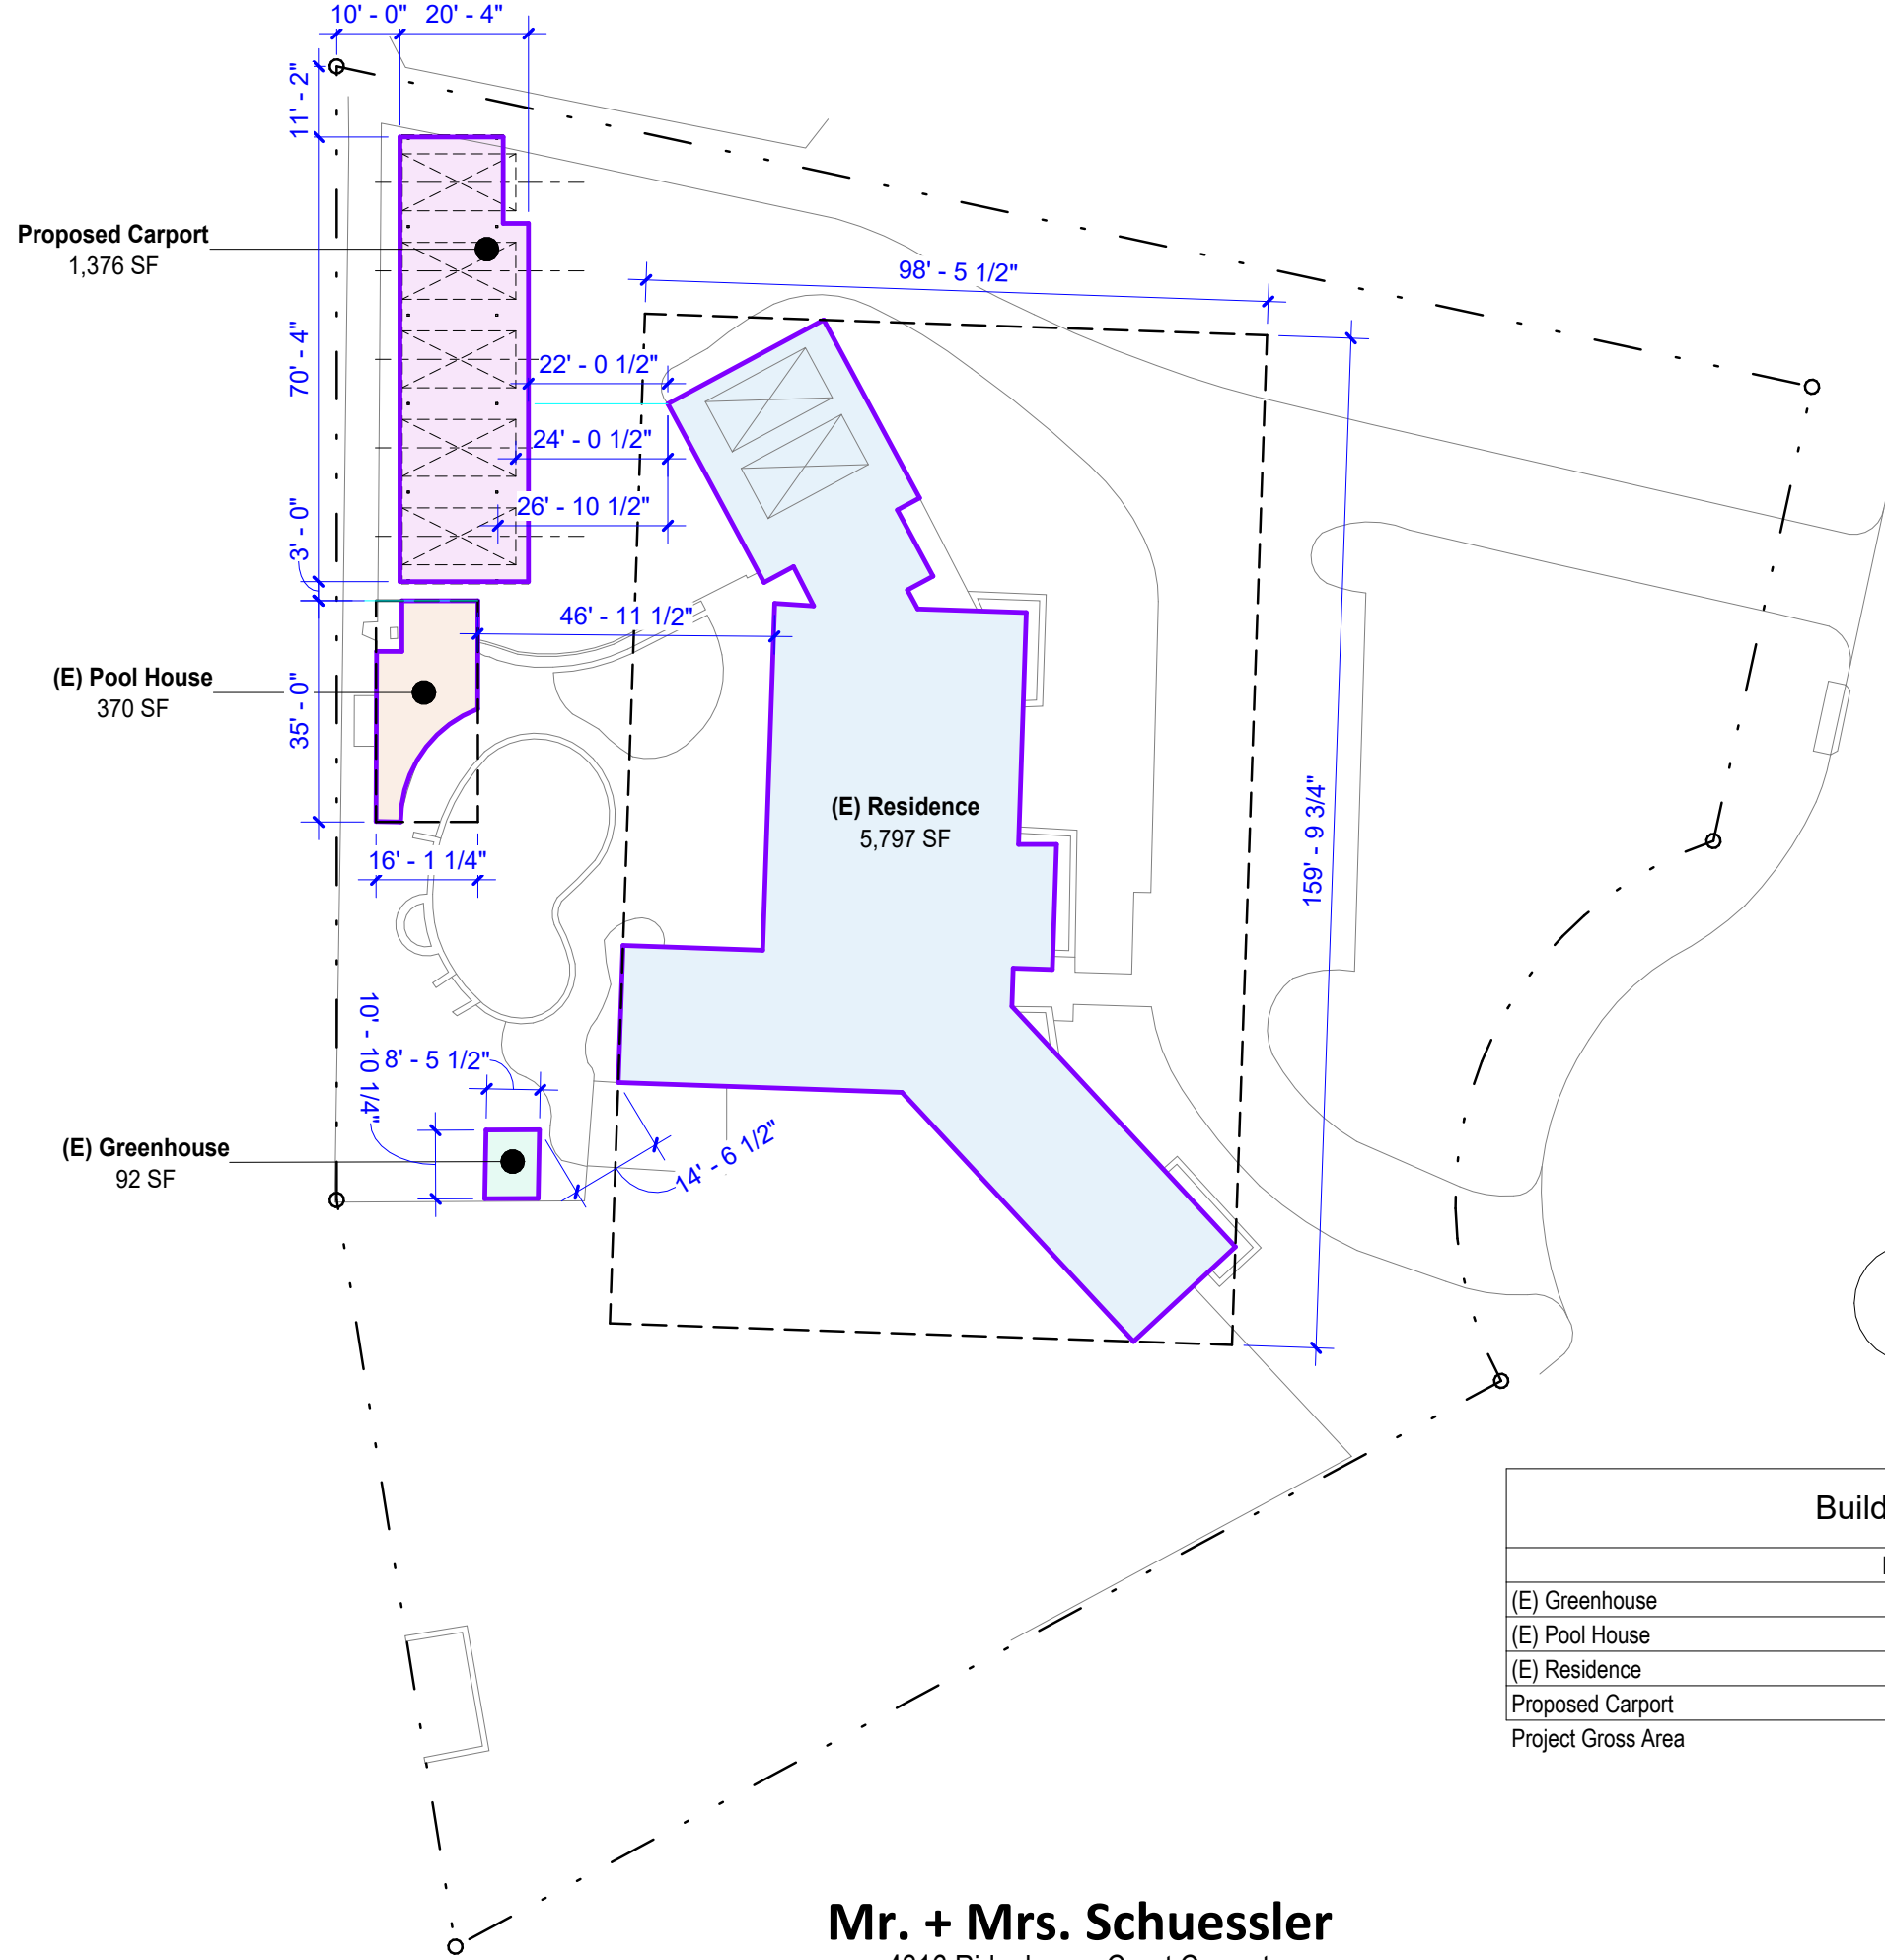 10' - 0" 20' - 4"
11' - 2"
Proposed Carport
1,376 SF
98' - 5 1/2"
70' - 4"
22' - 0 1/2"
24' - 0 1/2"
26' - 10 1/2"
3' - 0"
46' - 11 1/2"
(E) Pool House
370 SF
35' - 0"
(E) Residence
5,797 SF
159' - 9 3/4"
16' - 1 1/4"
10' - 10 1/4"
8' - 5 1/2"
(E) Greenhouse
92 SF
14' - 6 1/2"
Build
(E) Greenhouse
(E) Pool House
(E) Residence
Proposed Carport
Project Gross Area
Mr. + Mrs. Schuessler